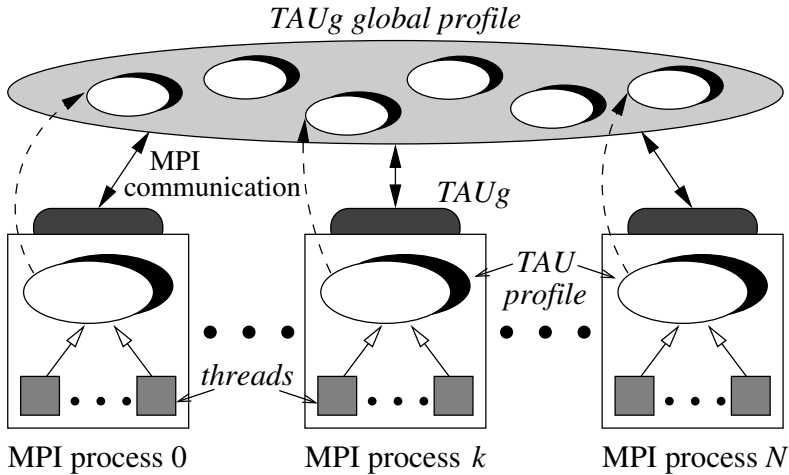 TAUg global profile
MPI
communication
TAUg
TAU
profile
threads
MPI process 0
MPI process k
MPI process N